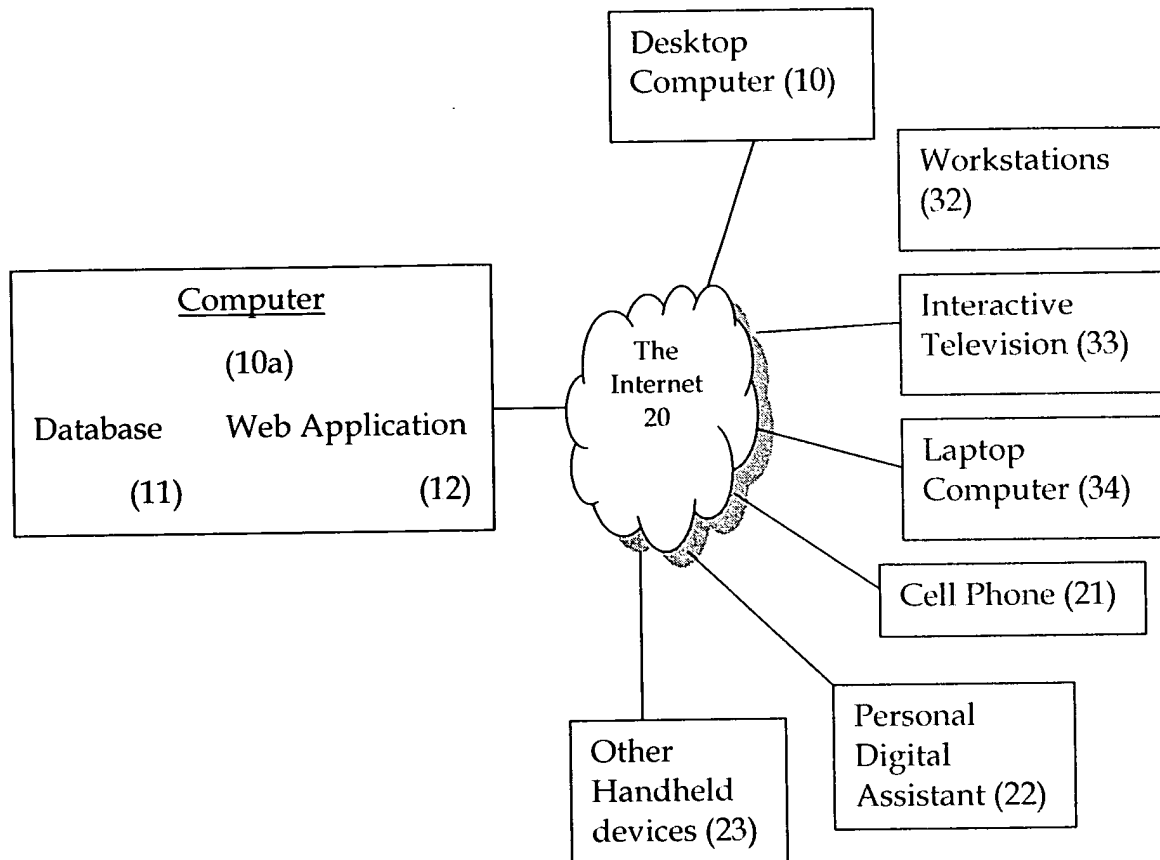 Desktop
Computer (10)
Workstations
(32)
Computer
(10a)
Database Web Application
(11) (12)
The
Internet
20
Interactive
Television (33)
Laptop
Computer (34)
Cell Phone (21)
Personal
Digital
Assistant (22)
Other
Handheld
devices (23)